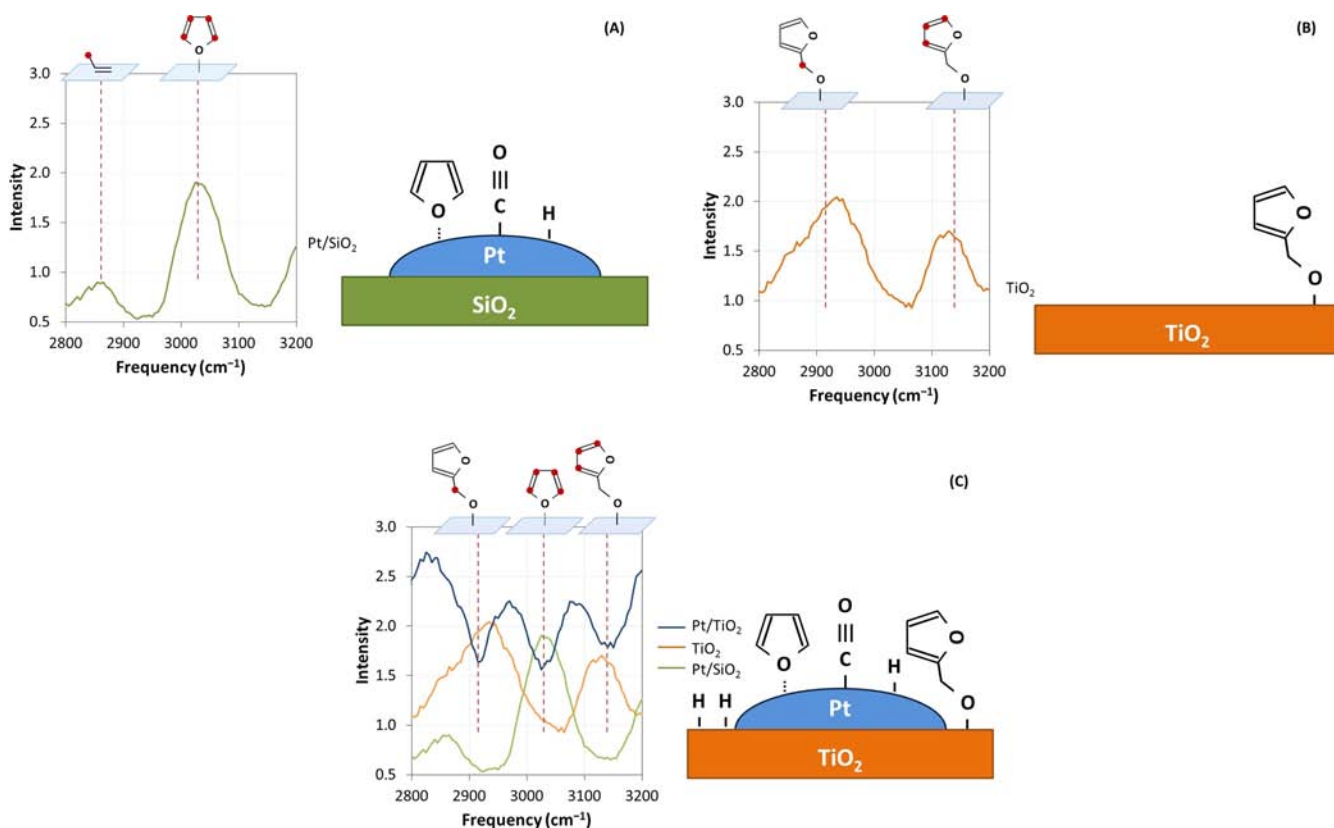 (A)
O
3.0
2.5
2.0
1.5
1.0
0.5
Intensity
2800 2900 3000 3100 3200
Frequency (cm⁻¹)
Pt/SiO₂
O
O
C
H
Pt
SiO₂
(B)
O
O
O
O
3.0
2.5
2.0
1.5
1.0
0.5
Intensity
2800 2900 3000 3100 3200
Frequency (cm⁻¹)
TiO₂
O
O
TiO₂
(C)
O
O
O
O
O
3.0
2.5
2.0
1.5
1.0
0.5
Intensity
2800 2900 3000 3100 3200
Frequency (cm⁻¹)
Pt/TiO₂
TiO₂
Pt/SiO₂
O
O
C
H
O
O
H H
Pt
TiO₂